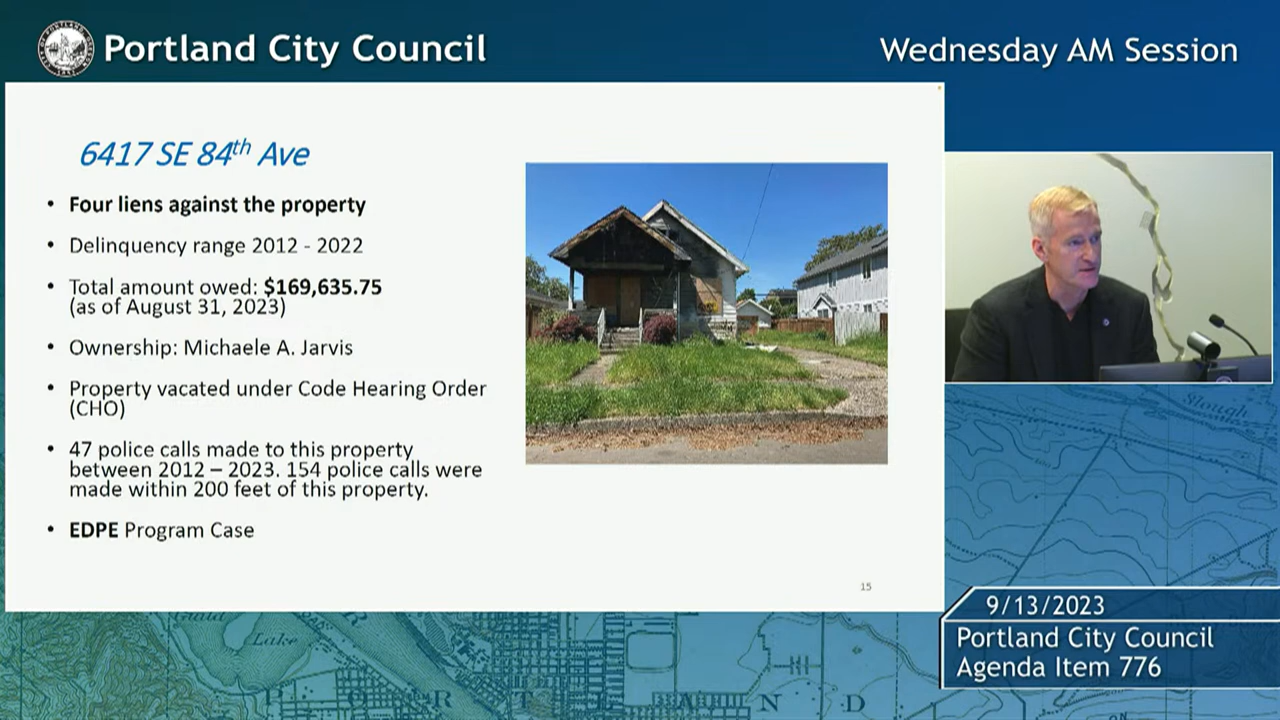 Portland City Council
Wednesday AM Session
6417 SE 84th Ave
• Four liens against the property
• Delinquency range 2012 - 2022
• Total amount owed: $169,635.75
(as of August 31, 2023)
• Ownership: Michaele A. Jarvis
• Property vacated under Code Hearing Order
(CHO)
• 47 police calls made to this property
between 2012 – 2023. 154 police calls were
made within 200 feet of this property.
• EDPE Program Case
15
Slough
9/13/2023
Portland City Council
Agenda Item 776
Guild
Lake
P O R T L A N D